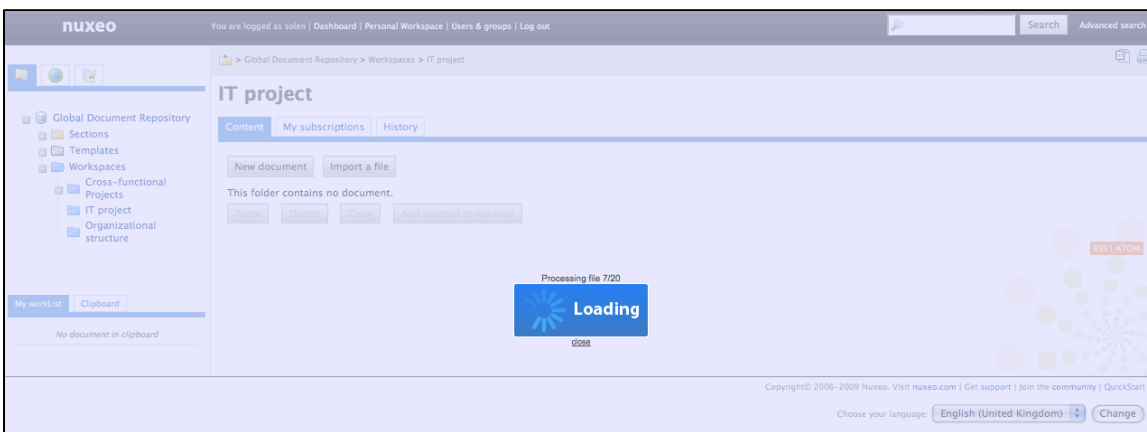 nuxeo
You are logged as solen | Dashboard | Personal Workspace | Users & groups | Log out
Search
Advanced search
> Global Document Repository > Workspaces > IT project
IT project
Content
My subscriptions
History
Global Document Repository
Sections
Templates
Workspaces
Cross-functional
Projects
IT project
Organizational
structure
New document
Import a file
This folder contains no document.
Paste
Delete
Copy
Add content to worklist
RSS | ATOM
Processing file 7/20
Loading
close
My workList
Clipboard
No document in clipboard
Copyright© 2006-2009 Nuxeo. Visit nuxeo.com | Get support | Join the community | QuickStart
Choose your language:
English (United Kingdom)
Change